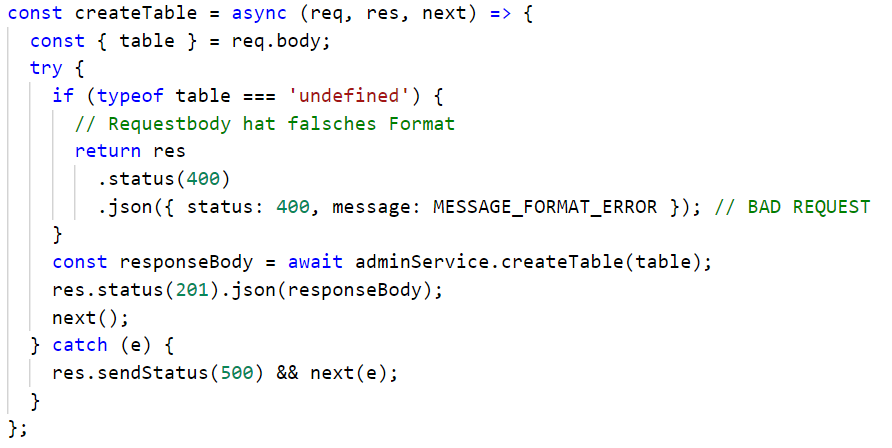 const createTable = async (req, res, next) => {
  const { table } = req.body;
  try {
    if (typeof table === 'undefined') {
      // Requestbody hat falsches Format
      return res
        .status(400)
        .json({ status: 400, message: MESSAGE_FORMAT_ERROR }); // BAD REQUEST
    }
    const responseBody = await adminService.createTable(table);
    res.status(201).json(responseBody);
    next();
  } catch (e) {
    res.sendStatus(500) && next(e);
  }
};